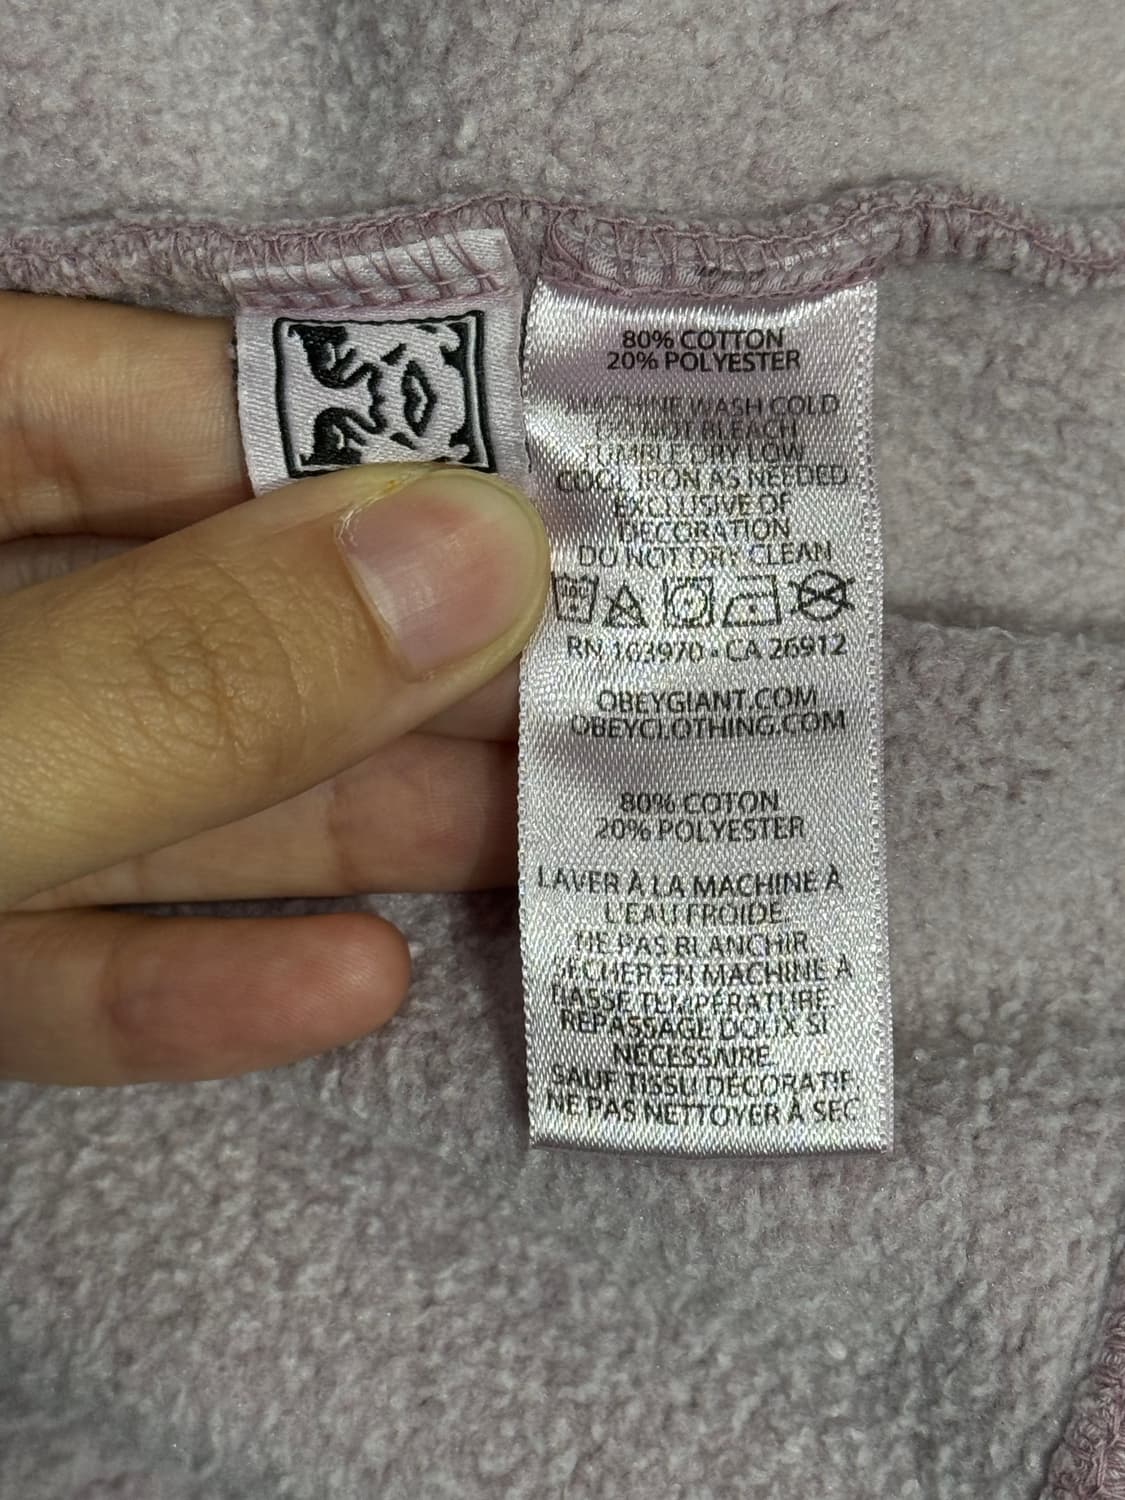 80% COTTON
20% POLYESTER
MACHINE WASH COLD
DO NOT BLEACH
TUMBLE DRY LOW
COOL IRON AS NEEDED
EXCLUSIVE OF
DECORATION
DO NOT DRY CLEAN
RN 103970 - CA 26912
OBEYGIANT.COM
OBEYCLOTHING.COM
80% COTON
20% POLYESTER
LAVER À LA MACHINE À
L'EAU FROIDE.
NE PAS BLANCHIR.
SÉCHER EN MACHINE À
BASSE TEMPÉRATURE.
REPASSAGE DOUX SI
NÉCESSAIRE.
SAUF TISSU DÉCORATIF.
NE PAS NETTOYER À SEC